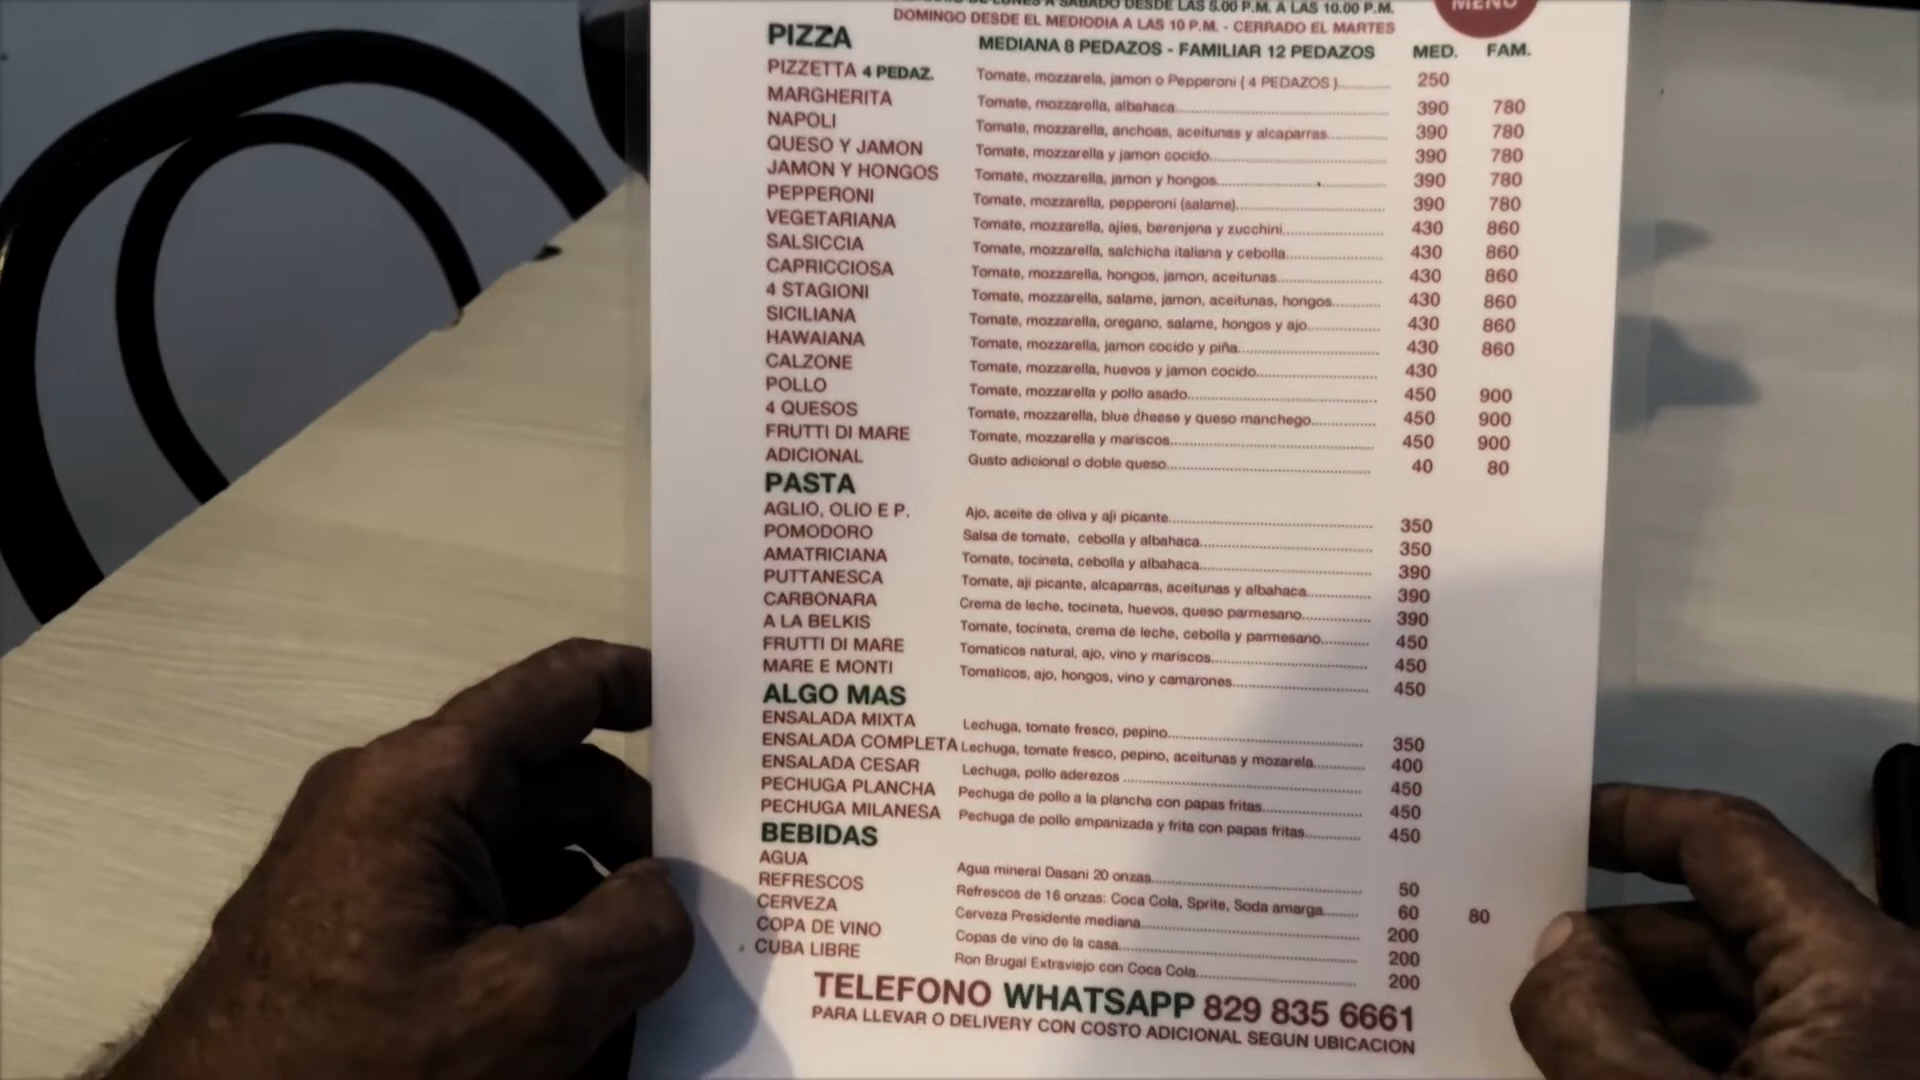 DE LUNES A SABADO DESDE LAS 5.00 P.M. A LAS 10.00 P.M.
DOMINGO DESDE EL MEDIODIA A LAS 10 P.M. - CERRADO EL MARTES
MENU
PIZZA MEDIANA 8 PEDAZOS - FAMILIAR 12 PEDAZOS MED. FAM.
PIZZETTA 4 PEDAZ. Tomate, mozzarela, jamon o Pepperoni ( 4 PEDAZOS ) 250
MARGHERITA Tomate, mozzarella, albahaca 390 780
NAPOLI Tomate, mozzarella, anchoas, aceitunas y alcaparras 390 780
QUESO Y JAMON Tomate, mozzarella y jamon cocido 390 780
JAMON Y HONGOS Tomate, mozzarella, jamon y hongos 390 780
PEPPERONI Tomate, mozzarella, pepperoni (salame) 390 780
VEGETARIANA Tomate, mozzarella, ajies, berenjena y zucchini 430 860
SALSICCIA Tomate, mozzarella, salchicha italiana y cebolla 430 860
CAPRICCIOSA Tomate, mozzarella, hongos, jamon, aceitunas 430 860
4 STAGIONI Tomate, mozzarella, salame, jamon, aceitunas, hongos 430 860
SICILIANA Tomate, mozzarella, oregano, salame, hongos y ajo 430 860
HAWAIANA Tomate, mozzarella, jamon cocido y piña 430 860
CALZONE Tomate, mozzarella, huevos y jamon cocido 430
POLLO Tomate, mozzarella y pollo asado 450 900
4 QUESOS Tomate, mozzarella, blue cheese y queso manchego 450 900
FRUTTI DI MARE Tomate, mozzarella y mariscos 450 900
ADICIONAL Gusto adicional o doble queso 40 80
PASTA
AGLIO, OLIO E P. Ajo, aceite de oliva y aji picante 350
POMODORO Salsa de tomate, cebolla y albahaca 350
AMATRICIANA Tomate, tocineta, cebolla y albahaca 390
PUTTANESCA Tomate, aji picante, alcaparras, aceitunas y albahaca 390
CARBONARA Crema de leche, tocineta, huevos, queso parmesano 390
A LA BELKIS Tomate, tocineta, crema de leche, cebolla y parmesano 450
FRUTTI DI MARE Tomaticos natural, ajo, vino y mariscos 450
MARE E MONTI Tomaticos, ajo, hongos, vino y camarones 450
ALGO MAS
ENSALADA MIXTA Lechuga, tomate fresco, pepino 350
ENSALADA COMPLETA Lechuga, tomate fresco, pepino, aceitunas y mozarela 400
ENSALADA CESAR Lechuga, pollo aderezos 450
PECHUGA PLANCHA Pechuga de pollo a la plancha con papas fritas 450
PECHUGA MILANESA Pechuga de pollo empanizada y frita con papas fritas 450
BEBIDAS
AGUA Agua mineral Dasani 20 onzas 50
REFRESCOS Refrescos de 16 onzas: Coca Cola, Sprite, Soda amarga 60 80
CERVEZA Cerveza Presidente mediana 200
COPA DE VINO Copas de vino de la casa 200
CUBA LIBRE Ron Brugal Extraviejo con Coca Cola 200
TELEFONO WHATSAPP 829 835 6661
PARA LLEVAR O DELIVERY CON COSTO ADICIONAL SEGUN UBICACION